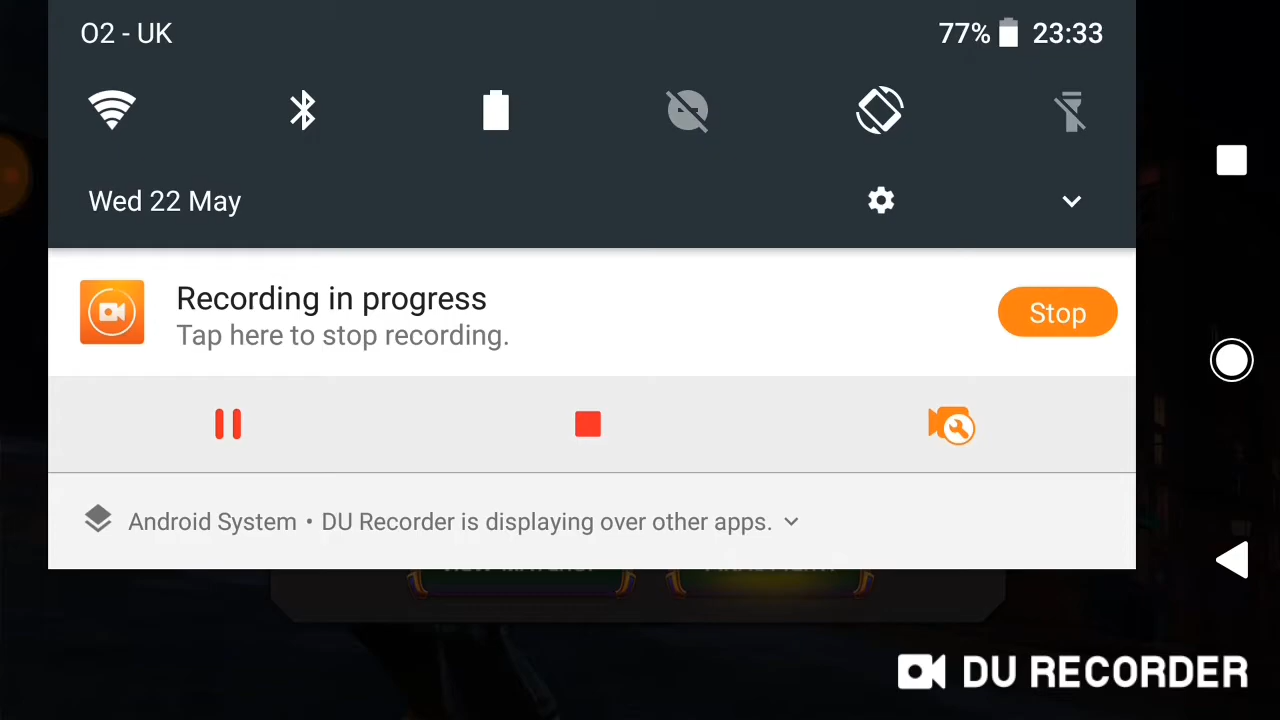 O2 - UK
77% 23:33
Wed 22 May
Recording in progress
Tap here to stop recording.
Stop
Android System • DU Recorder is displaying over other apps.
DU RECORDER